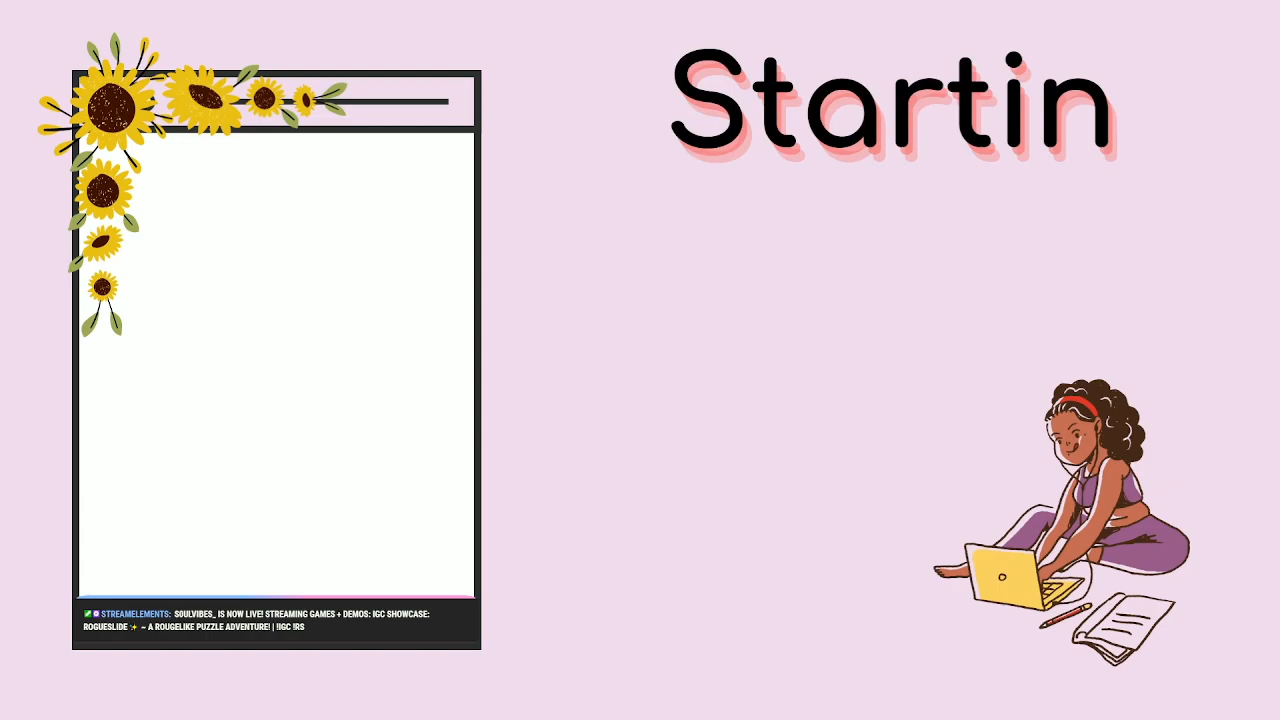 Startin
STREAMELEMENTS: SOULVIBES_ IS NOW LIVE! STREAMING GAMES + DEMOS: IGC SHOWCASE:
ROGUESLIDE ✨ ~ A ROUGELIKE PUZZLE ADVENTURE! | !IGC !RS